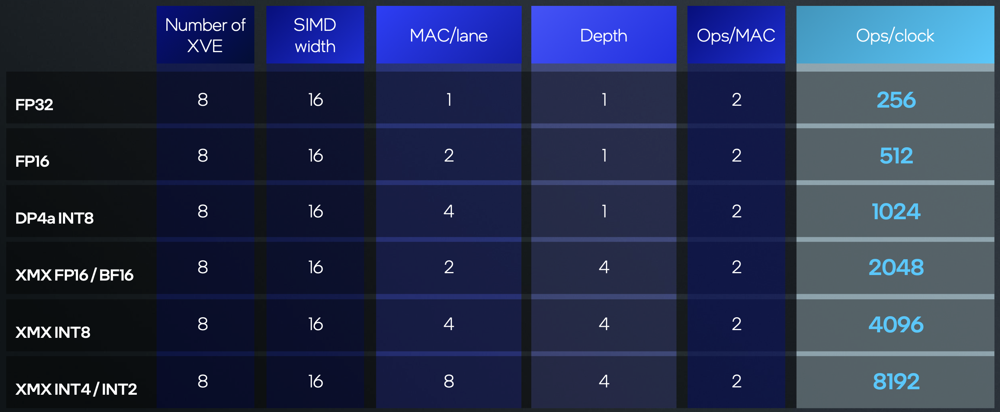 Number of XVE SIMD width MAC/lane Depth Ops/MAC Ops/clock
FP32 8 16 1 1 2 256
FP16 8 16 2 1 2 512
DP4a INT8 8 16 4 1 2 1024
XMX FP16 / BF16 8 16 2 4 2 2048
XMX INT8 8 16 4 4 2 4096
XMX INT4 / INT2 8 16 8 4 2 8192